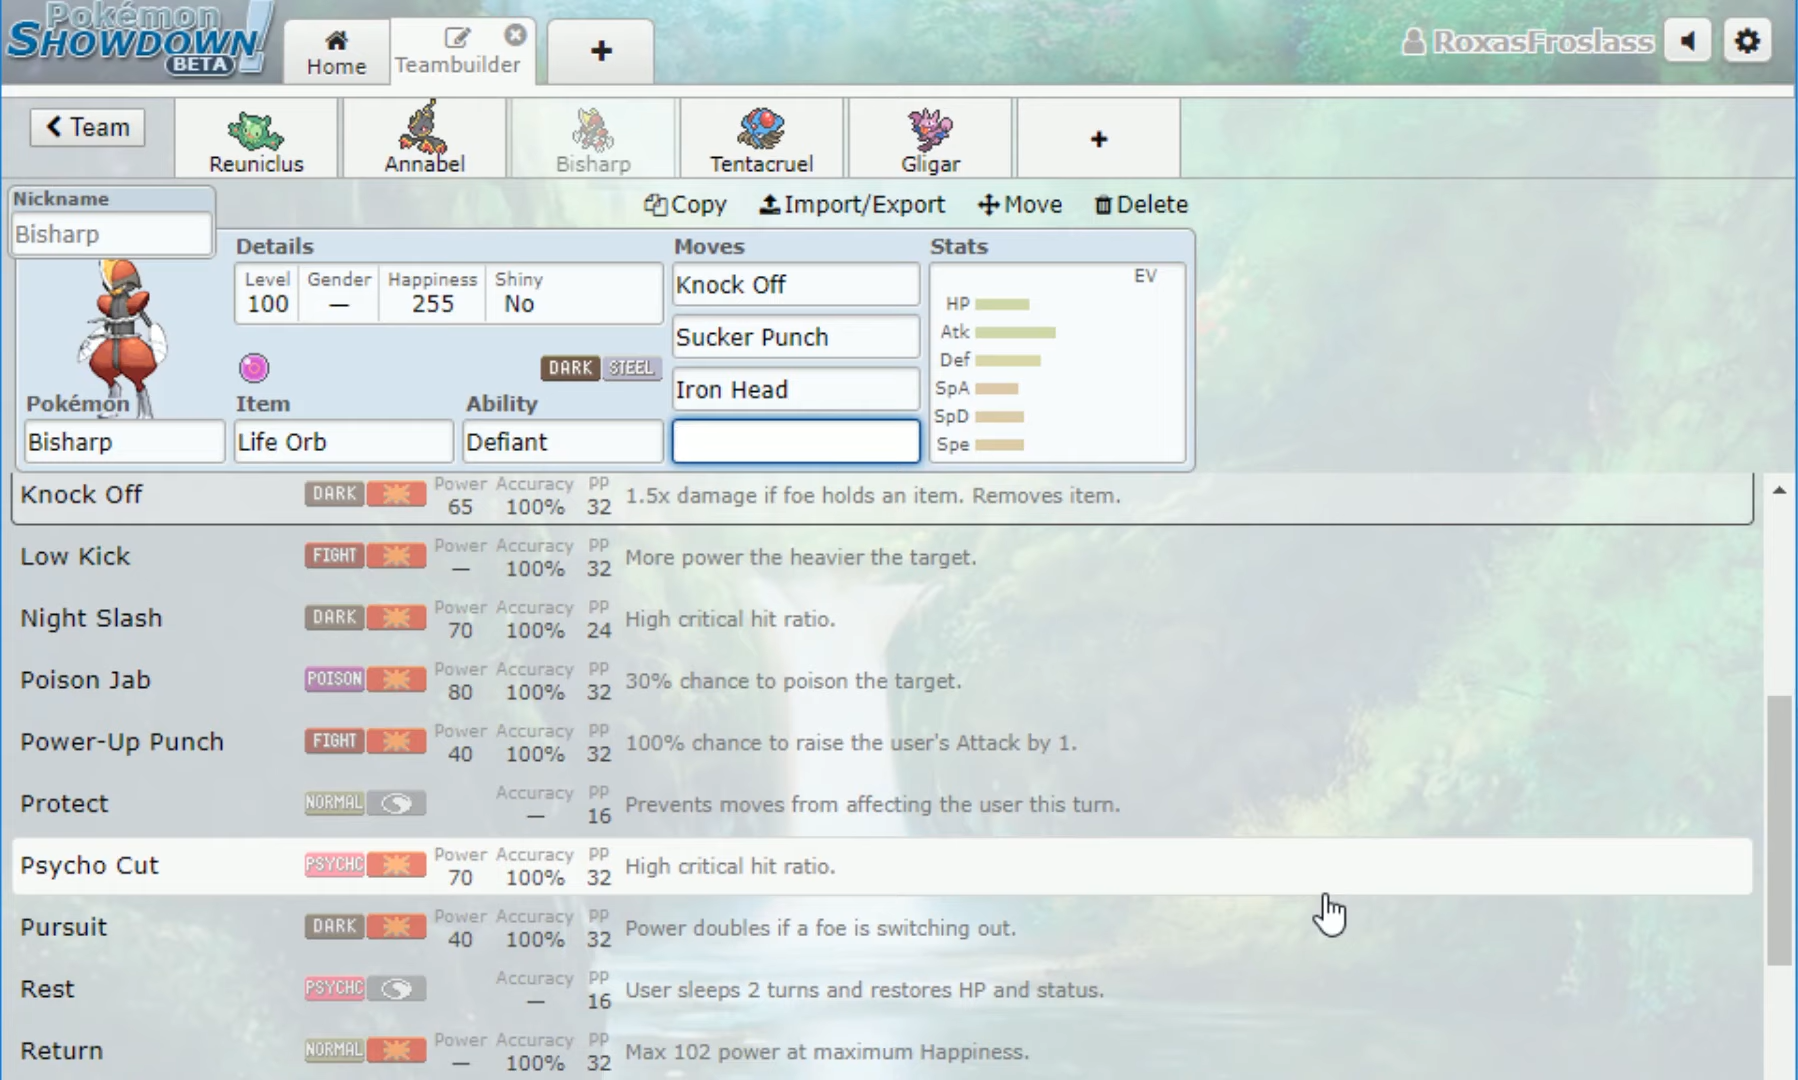 Pokémon
SHOWDOWN!
BETA
Home
Teambuilder
+
RoxasFroslass
Team
Reuniclus
Annabel
Bisharp
Tentacruel
Gligar
+
Nickname
Bisharp
Copy
Import/Export
Move
Delete
Details
Level
100
Gender
—
Happiness
255
Shiny
No
DARK STEEL
Pokémon
Bisharp
Item
Life Orb
Ability
Defiant
Moves
Knock Off
Sucker Punch
Iron Head
Stats
EV
HP
Atk
Def
SpA
SpD
Spe
Knock Off DARK Power 65 Accuracy 100% PP 32 1.5x damage if foe holds an item. Removes item.
Low Kick FIGHT Power — Accuracy 100% PP 32 More power the heavier the target.
Night Slash DARK Power 70 Accuracy 100% PP 24 High critical hit ratio.
Poison Jab POISON Power 80 Accuracy 100% PP 32 30% chance to poison the target.
Power-Up Punch FIGHT Power 40 Accuracy 100% PP 32 100% chance to raise the user's Attack by 1.
Protect NORMAL Accuracy — PP 16 Prevents moves from affecting the user this turn.
Psycho Cut PSYCHC Power 70 Accuracy 100% PP 32 High critical hit ratio.
Pursuit DARK Power 40 Accuracy 100% PP 32 Power doubles if a foe is switching out.
Rest PSYCHC Accuracy — PP 16 User sleeps 2 turns and restores HP and status.
Return NORMAL Power — Accuracy 100% PP 32 Max 102 power at maximum Happiness.